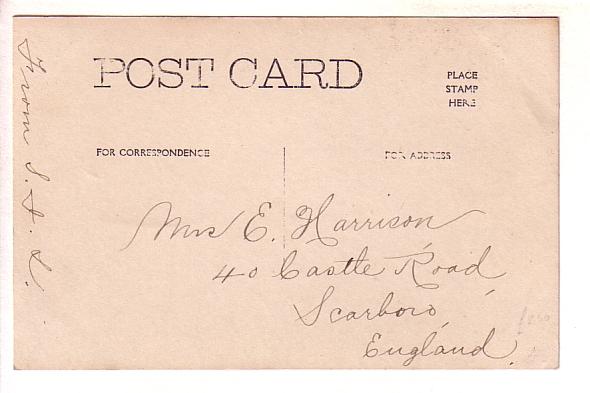 From S. A. S.
POST CARD
PLACE
STAMP
HERE
FOR CORRESPONDENCE
FOR ADDRESS
Mrs E. Harrison
40 Castle Road
Scarboro'
England.